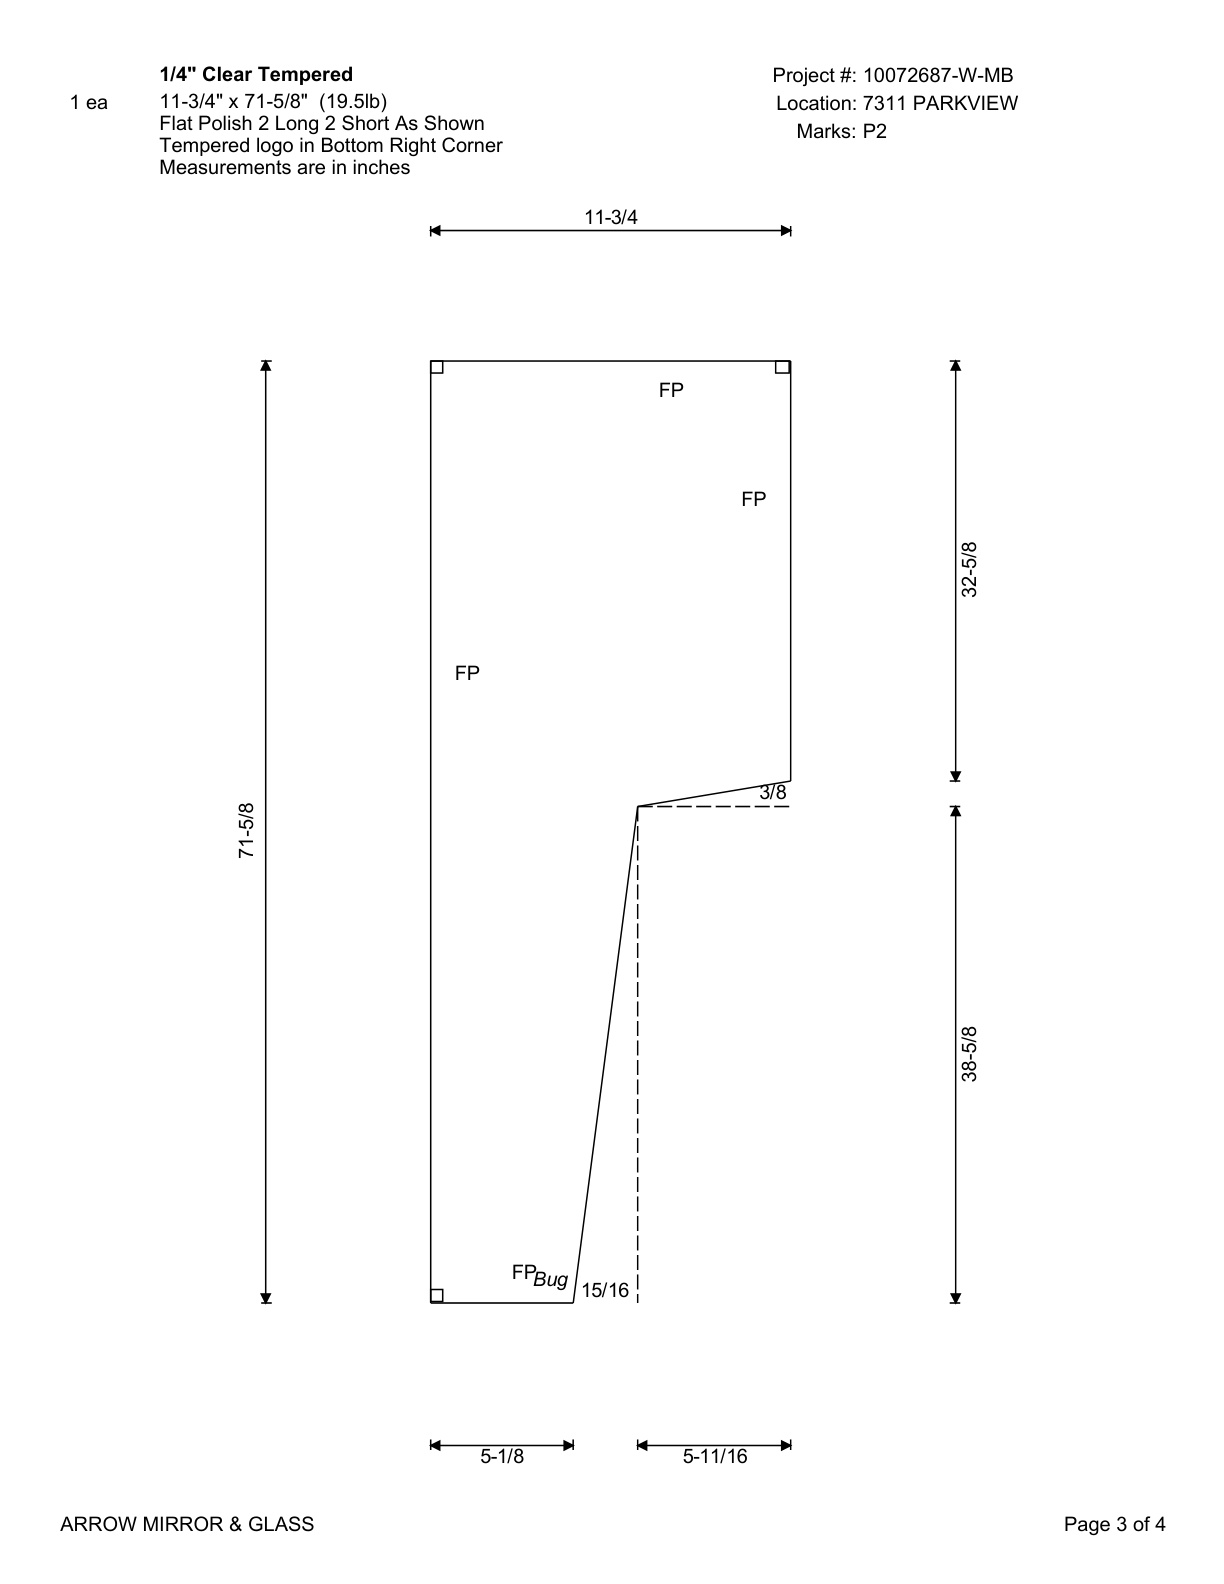 1/4" Clear Tempered
1 ea
11-3/4" x 71-5/8" (19.5lb)
Flat Polish 2 Long 2 Short As Shown
Tempered logo in Bottom Right Corner
Measurements are in inches
Project #: 10072687-W-MB
Location: 7311 PARKVIEW
Marks: P2
11-3/4
FP
FP
32-5/8
FP
3/8
71-5/8
38-5/8
FP
Bug
15/16
5-1/8
5-11/16
ARROW MIRROR & GLASS
Page 3 of 4